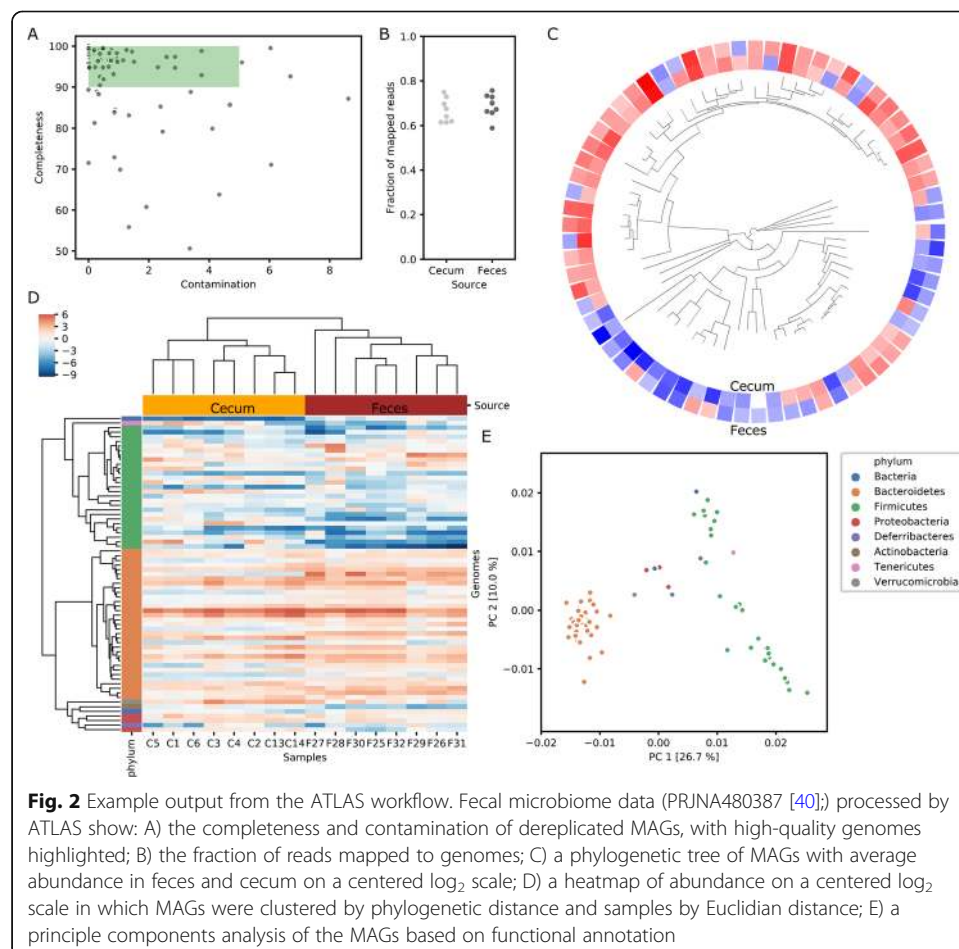 A
100
90
80
70
60
50
Completeness
0
2
4
6
8
Contamination
B
1.0
0.8
0.6
0.4
0.2
0.0
Fraction of mapped reads
Cecum Feces
Source
C
Cecum
Feces
D
6
3
0
−3
−6
−9
Cecum
Feces
Source
Genomes
phylum
C5 C1 C6 C3 C4 C2 C13 C14 F27 F28 F30 F25 F32 F29 F26 F31
Samples
E
0.02
0.01
0.00
−0.01
PC 2 [10.0 %]
−0.02 −0.01 0.00 0.01 0.02
PC 1 [26.7 %]
phylum
Bacteria
Bacteroidetes
Firmicutes
Proteobacteria
Deferribacteres
Actinobacteria
Tenericutes
Verrucomicrobia
Fig. 2 Example output from the ATLAS workflow. Fecal microbiome data (PRJNA480387 [40];) processed by
ATLAS show: A) the completeness and contamination of dereplicated MAGs, with high-quality genomes
highlighted; B) the fraction of reads mapped to genomes; C) a phylogenetic tree of MAGs with average
abundance in feces and cecum on a centered log₂ scale; D) a heatmap of abundance on a centered log₂
scale in which MAGs were clustered by phylogenetic distance and samples by Euclidian distance; E) a
principle components analysis of the MAGs based on functional annotation